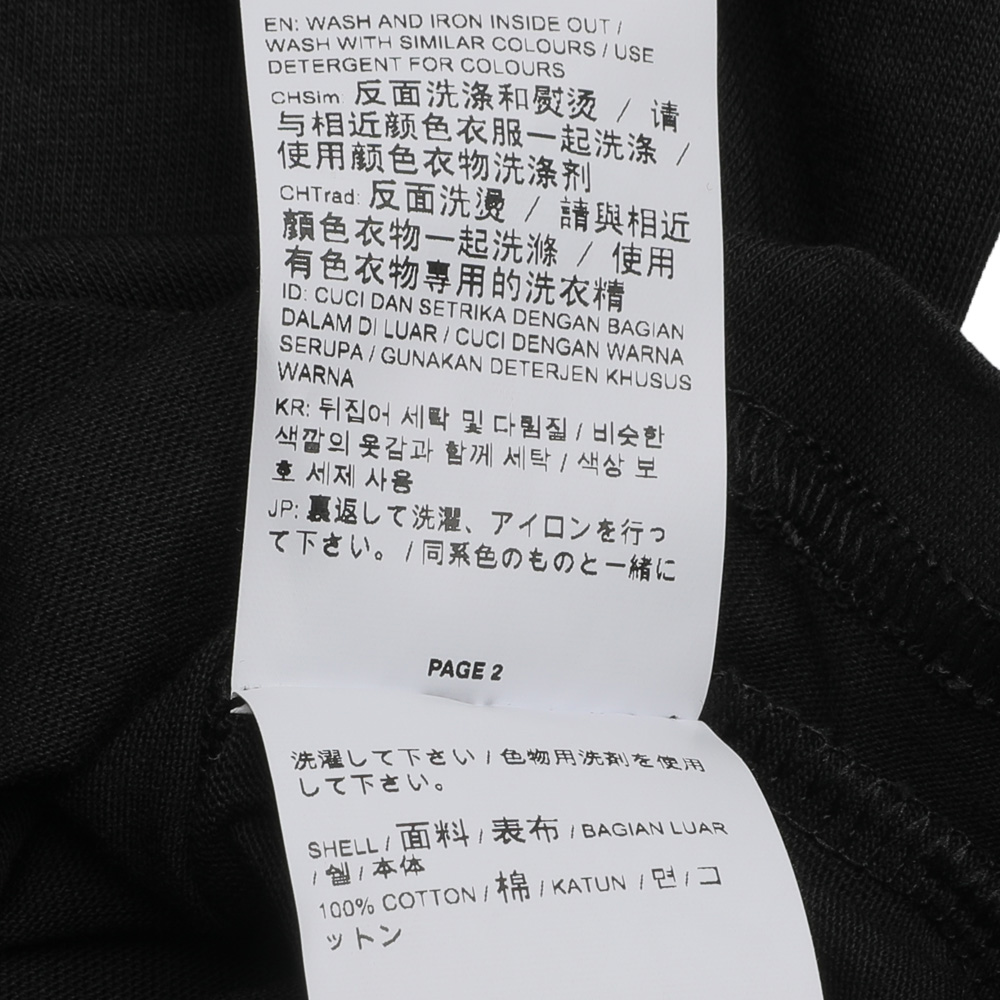 EN: WASH AND IRON INSIDE OUT /
WASH WITH SIMILAR COLOURS / USE
DETERGENT FOR COLOURS
CHSim: 反面洗涤和熨烫 / 请
与相近颜色衣服一起洗涤 /
使用颜色衣物洗涤剂
CHTrad: 反面洗燙 / 請與相近
顏色衣物一起洗滌 / 使用
有色衣物專用的洗衣精
ID: CUCI DAN SETRIKA DENGAN BAGIAN
DALAM DI LUAR / CUCI DENGAN WARNA
SERUPA / GUNAKAN DETERJEN KHUSUS
WARNA
KR: 뒤집어 세탁 및 다림질 / 비슷한
색깔의 옷감과 함께 세탁 / 색상 보
호 세제 사용
JP: 裏返して洗濯、アイロンを行っ
て下さい。 / 同系色のものと一緒に
PAGE 2
洗濯して下さい / 色物用洗剤を使用
して下さい。
SHELL / 面料 / 表布 / BAGIAN LUAR
/ 쉘 / 本体
100% COTTON / 棉 / KATUN / 면 / コ
ットン